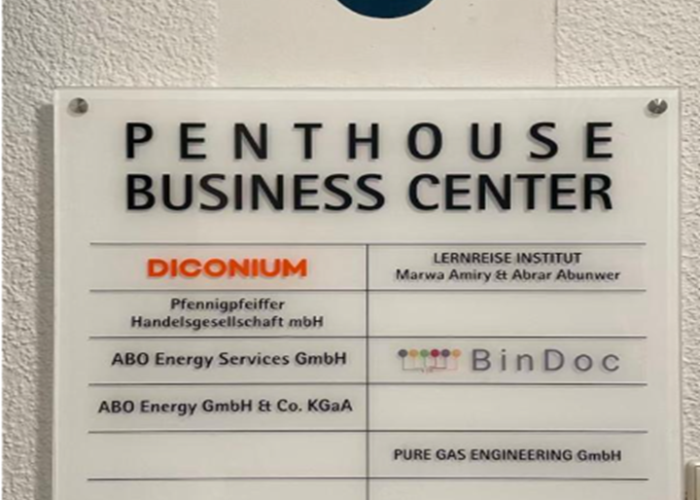 PENTHOUSE
BUSINESS CENTER
DICONIUM
LERNREISE INSTITUT
Marwa Amiry & Abrar Abunwer
Pfennigpfeiffer
Handelsgesellschaft mbH
ABO Energy Services GmbH
BinDoc
ABO Energy GmbH & Co. KGaA
PURE GAS ENGINEERING GmbH